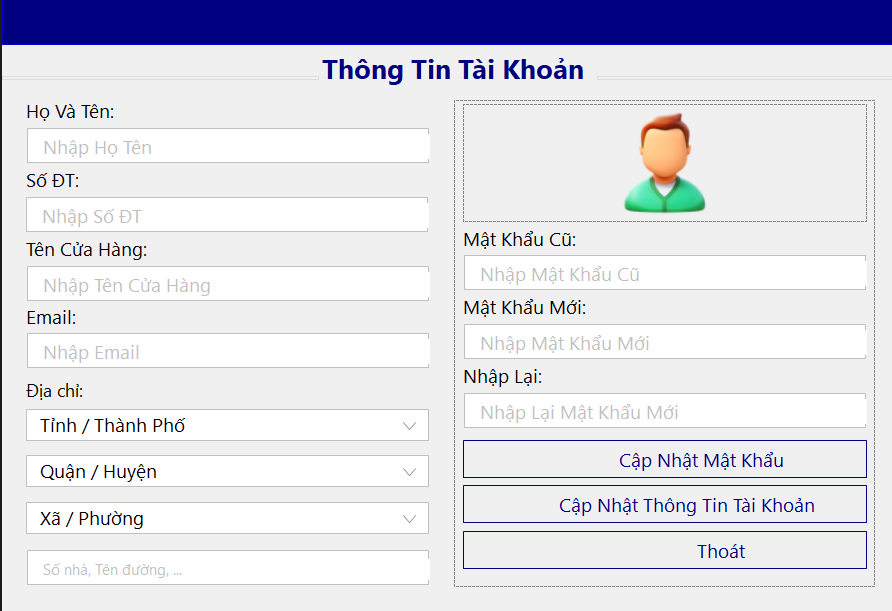 Thông Tin Tài Khoản
Họ Và Tên:
Nhập Họ Tên
Số ĐT:
Nhập Số ĐT
Tên Cửa Hàng:
Nhập Tên Cửa Hàng
Email:
Nhập Email
Địa chỉ:
Tỉnh / Thành Phố
Quận / Huyện
Xã / Phường
Số nhà, Tên đường, ...
Mật Khẩu Cũ:
Nhập Mật Khẩu Cũ
Mật Khẩu Mới:
Nhập Mật Khẩu Mới
Nhập Lại:
Nhập Lại Mật Khẩu Mới
Cập Nhật Mật Khẩu
Cập Nhật Thông Tin Tài Khoản
Thoát